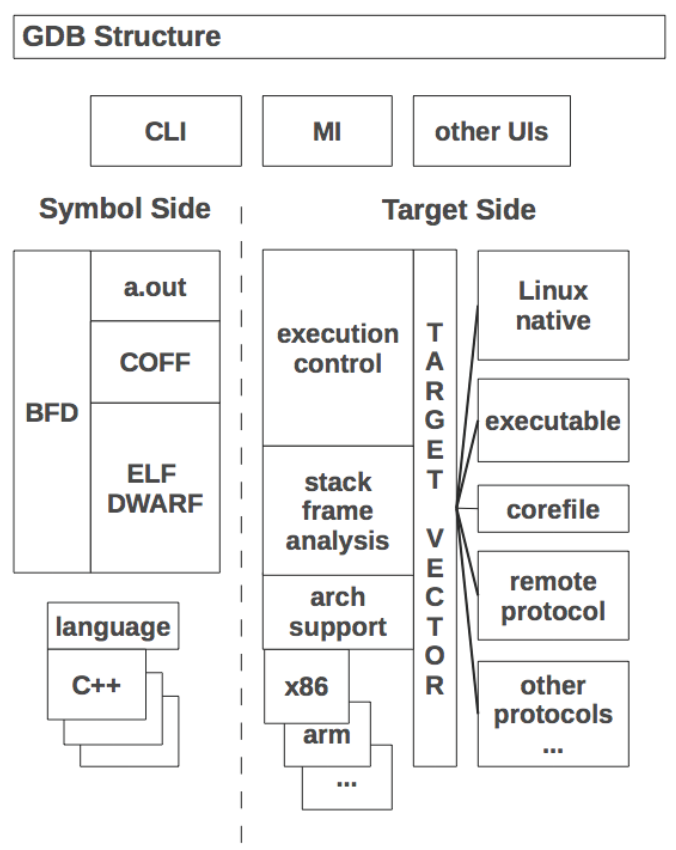 GDB Structure
CLI
MI
other UIs
Symbol Side
Target Side
BFD
a.out
COFF
ELF
DWARF
language
C++
execution
control
stack
frame
analysis
arch
support
x86
arm
...
TARGET VECTOR
Linux
native
executable
corefile
remote
protocol
other
protocols
...